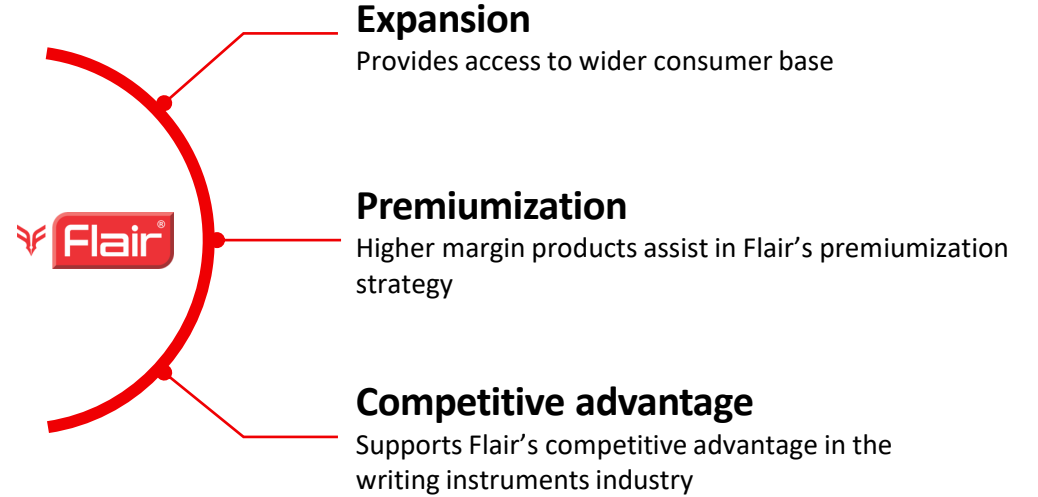 Expansion
Provides access to wider consumer base
Flair®
Premiumization
Higher margin products assist in Flair’s premiumization
strategy
Competitive advantage
Supports Flair’s competitive advantage in the
writing instruments industry